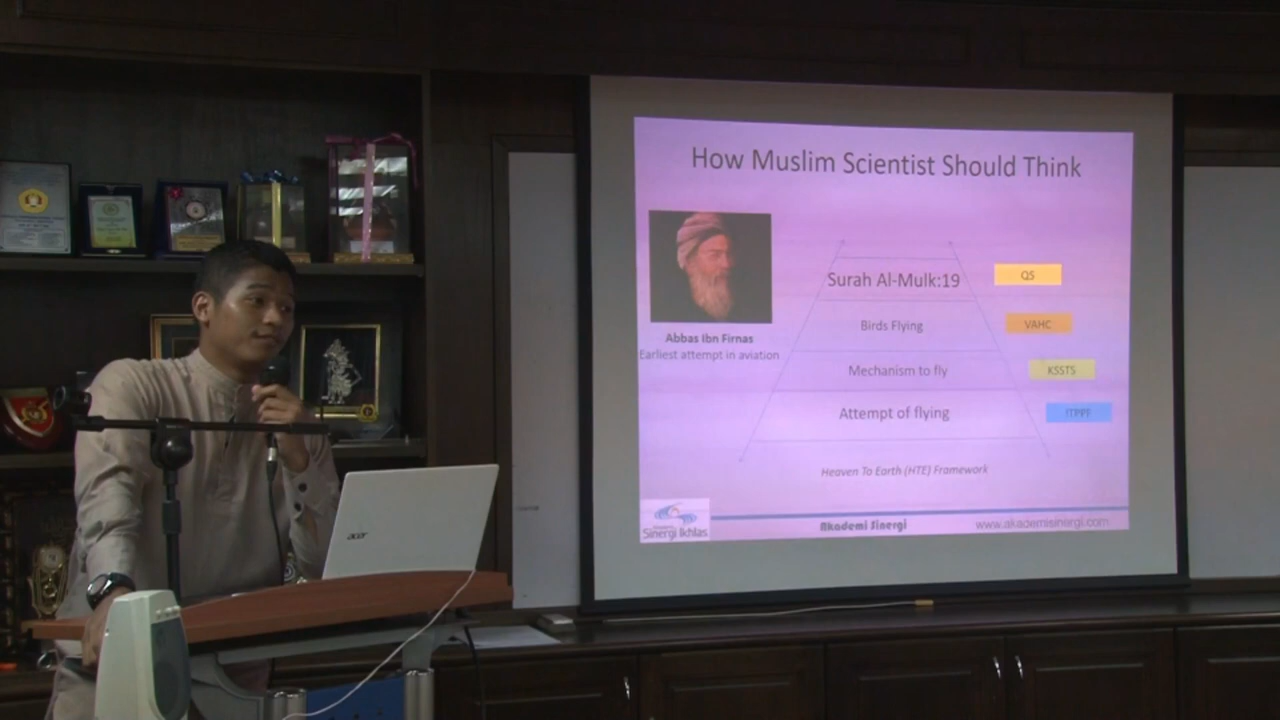 How Muslim Scientist Should Think
Surah Al-Mulk:19
QS
Birds Flying
VAHC
Abbas Ibn Firnas
Earliest attempt in aviation
Mechanism to fly
KSSTS
Attempt of flying
ITPPF
Heaven To Earth (HTE) Framework
Sinergi Ikhlas
Akademi Sinergi
www.akademisinergi.com
acer